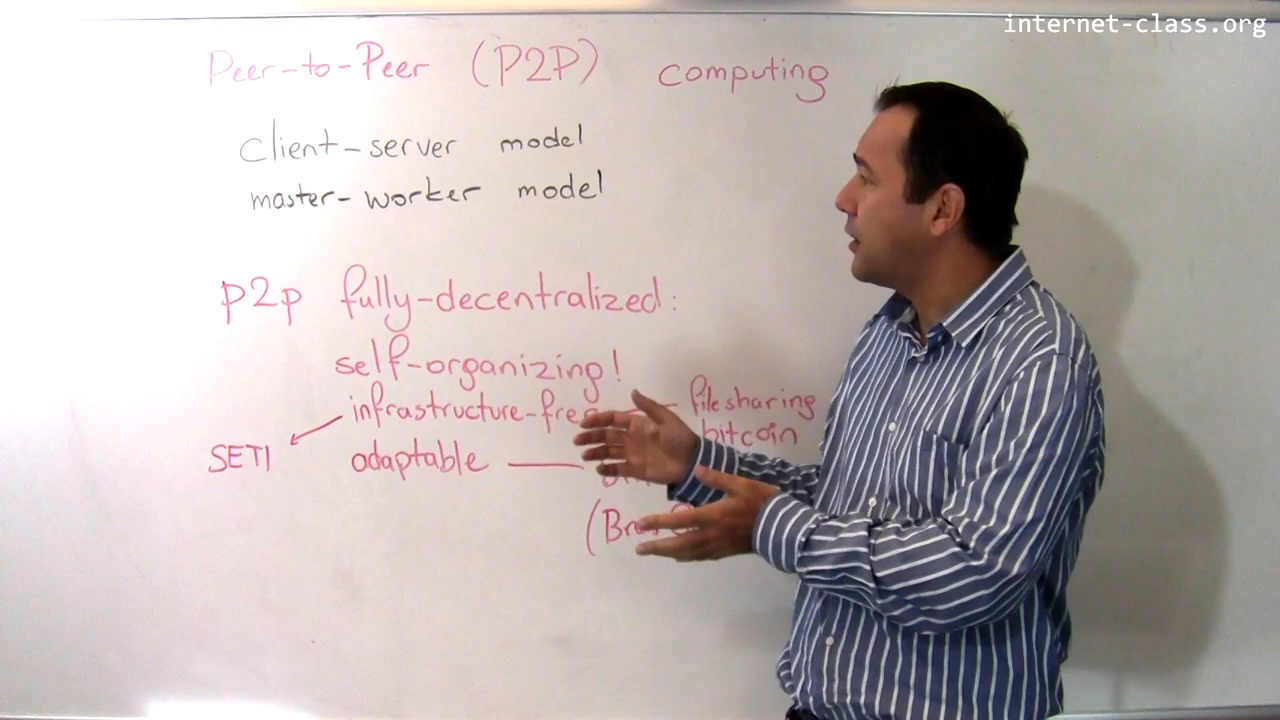 internet-class.org
Peer-to-Peer (P2P) computing
client-server model
master-worker model
p2p fully-decentralized:
self-organizing!
infrastructure-free — filesharing
bitcoin
SETI adaptable —